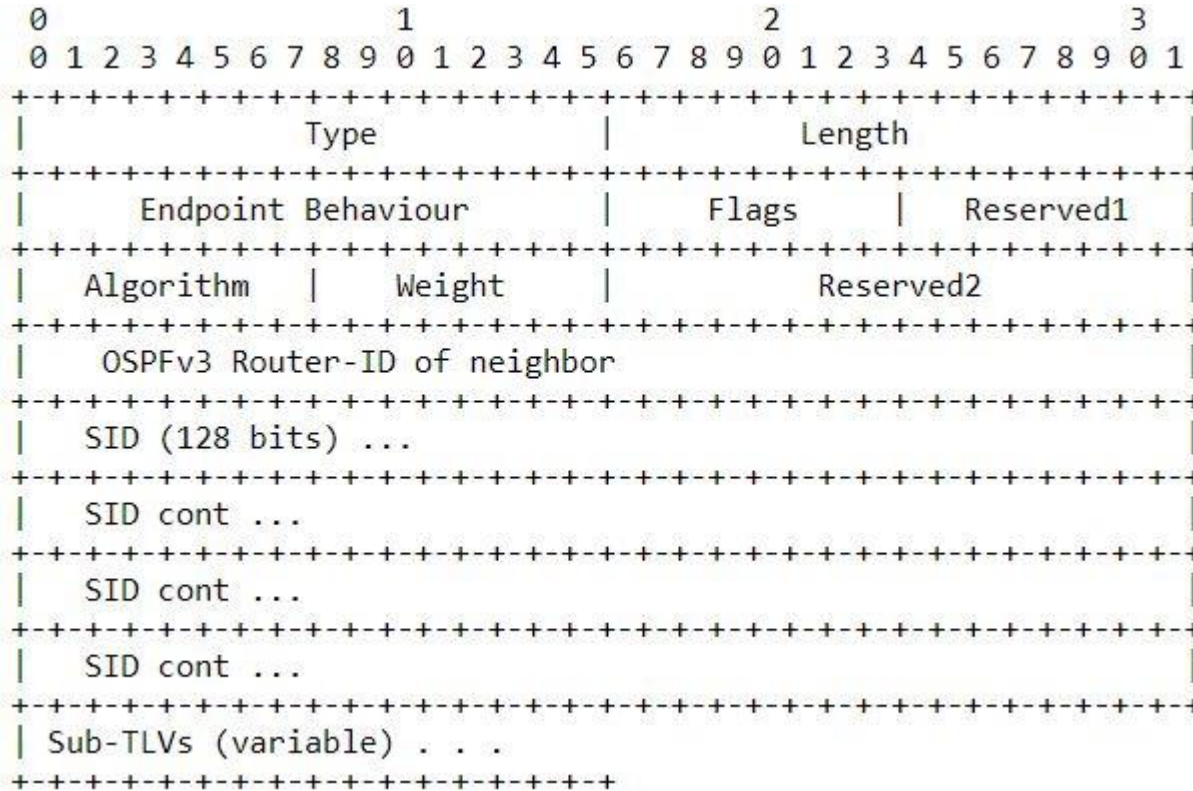 0                   1                   2                   3
 0 1 2 3 4 5 6 7 8 9 0 1 2 3 4 5 6 7 8 9 0 1 2 3 4 5 6 7 8 9 0 1
+-+-+-+-+-+-+-+-+-+-+-+-+-+-+-+-+-+-+-+-+-+-+-+-+-+-+-+-+-+-+-+-+
|               Type            |          Length               |
+-+-+-+-+-+-+-+-+-+-+-+-+-+-+-+-+-+-+-+-+-+-+-+-+-+-+-+-+-+-+-+-+
|      Endpoint Behaviour       |     Flags     |   Reserved1   |
+-+-+-+-+-+-+-+-+-+-+-+-+-+-+-+-+-+-+-+-+-+-+-+-+-+-+-+-+-+-+-+-+
|   Algorithm   |    Weight     |           Reserved2           |
+-+-+-+-+-+-+-+-+-+-+-+-+-+-+-+-+-+-+-+-+-+-+-+-+-+-+-+-+-+-+-+-+
|    OSPFv3 Router-ID of neighbor                               |
+-+-+-+-+-+-+-+-+-+-+-+-+-+-+-+-+-+-+-+-+-+-+-+-+-+-+-+-+-+-+-+-+
|   SID (128 bits) ...                                          |
+-+-+-+-+-+-+-+-+-+-+-+-+-+-+-+-+-+-+-+-+-+-+-+-+-+-+-+-+-+-+-+-+
|   SID cont ...                                                |
+-+-+-+-+-+-+-+-+-+-+-+-+-+-+-+-+-+-+-+-+-+-+-+-+-+-+-+-+-+-+-+-+
|   SID cont ...                                                |
+-+-+-+-+-+-+-+-+-+-+-+-+-+-+-+-+-+-+-+-+-+-+-+-+-+-+-+-+-+-+-+-+
|   SID cont ...                                                |
+-+-+-+-+-+-+-+-+-+-+-+-+-+-+-+-+-+-+-+-+-+-+-+-+-+-+-+-+-+-+-+-+
| Sub-TLVs (variable) . . .
+-+-+-+-+-+-+-+-+-+-+-+-+-+-+-+-+